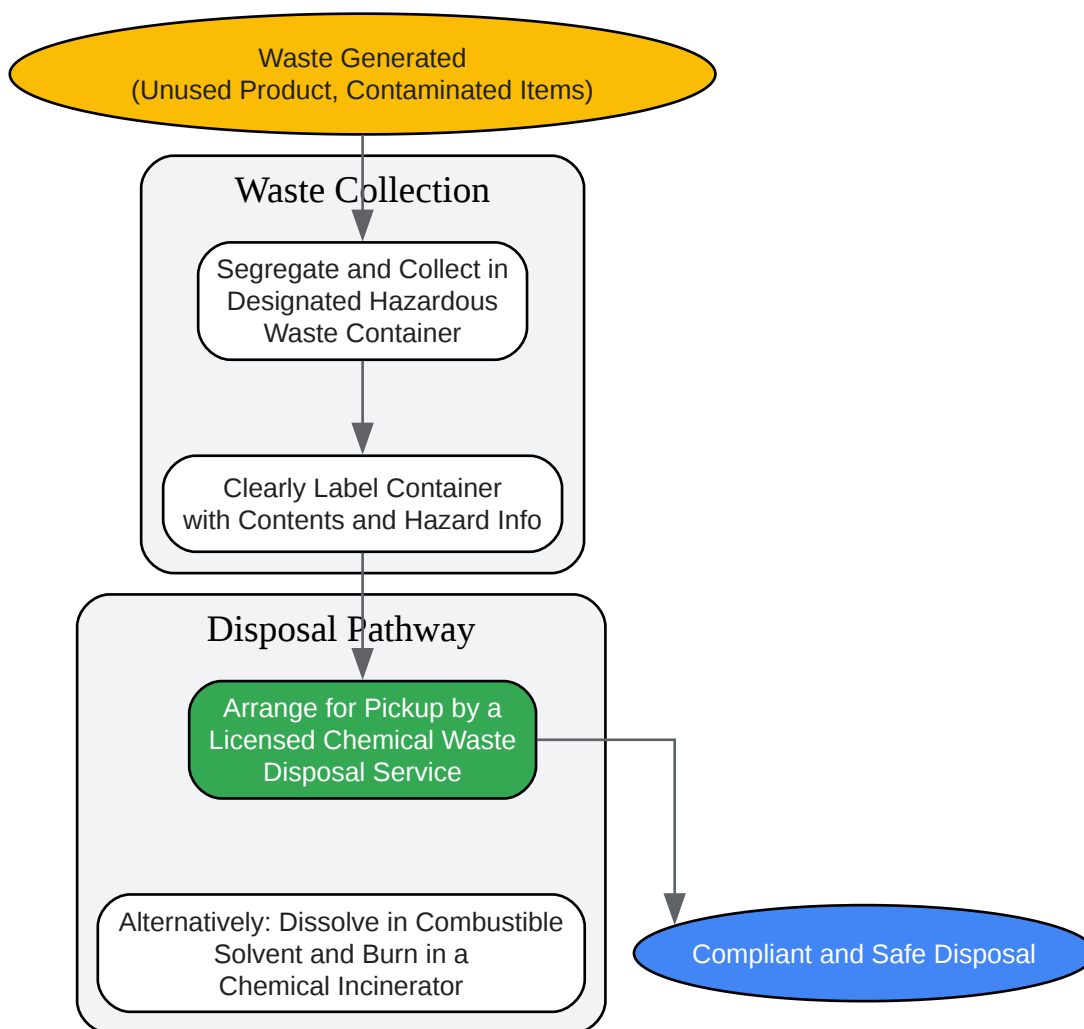 Waste Generated
(Unused Product, Contaminated Items)
Waste Collection
Segregate and Collect in
Designated Hazardous
Waste Container
Clearly Label Container
with Contents and Hazard Info
Disposal Pathway
Arrange for Pickup by a
Licensed Chemical Waste
Disposal Service
Alternatively: Dissolve in Combustible
Solvent and Burn in a
Chemical Incinerator
Compliant and Safe Disposal